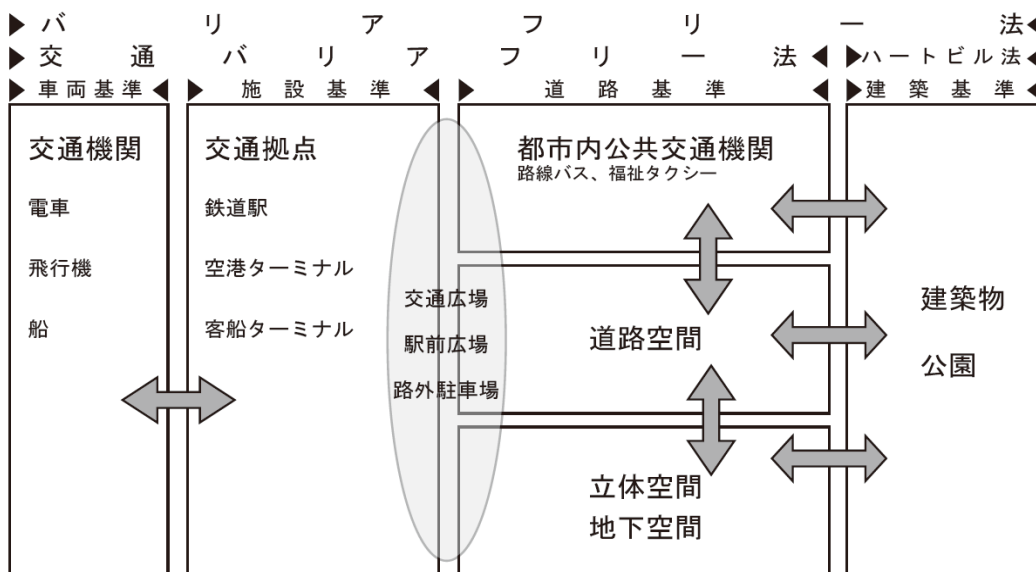 バリアフリー法
交通バリアフリー法
ハートビル法
車両基準
施設基準
道路基準
建築基準
交通機関
電車
飛行機
船
交通拠点
鉄道駅
空港ターミナル
客船ターミナル
交通広場
駅前広場
路外駐車場
都市内公共交通機関
路線バス、福祉タクシー
道路空間
立体空間
地下空間
建築物
公園